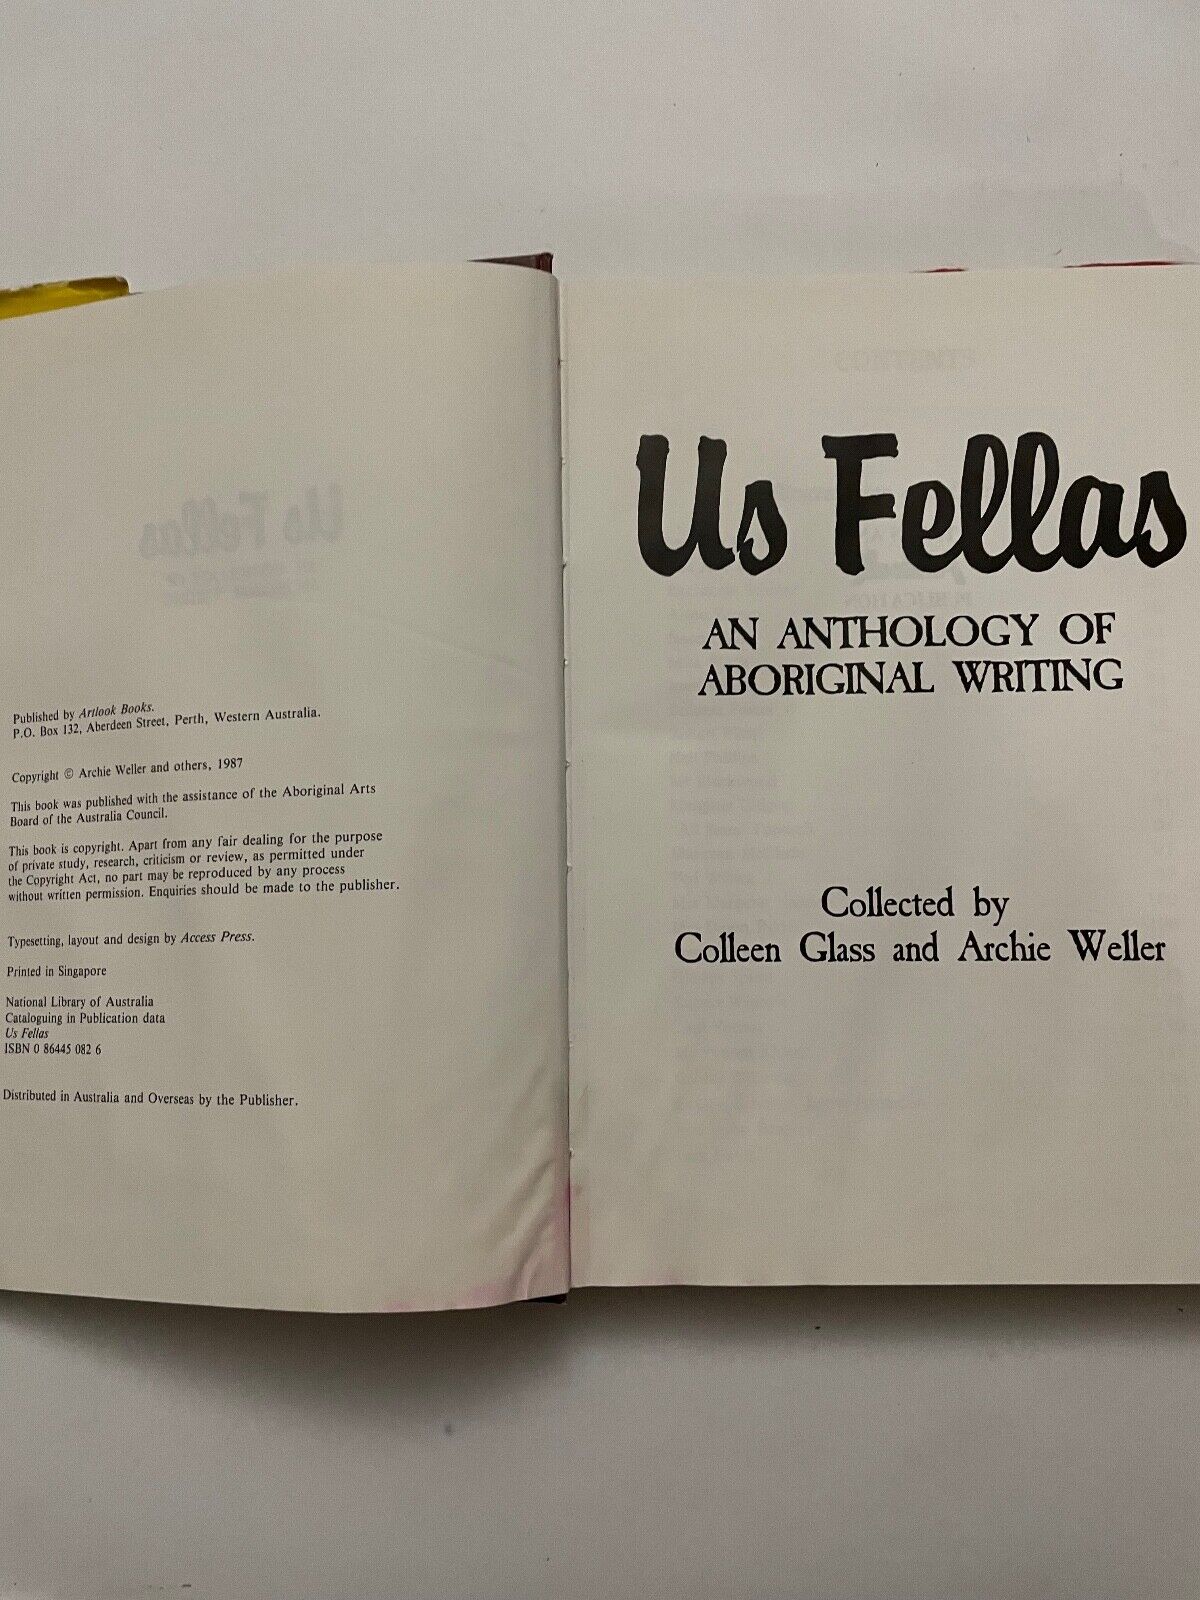 Published by Artlook Books.
P.O. Box 132, Aberdeen Street, Perth, Western Australia.
Copyright © Archie Weller and others, 1987
This book was published with the assistance of the Aboriginal Arts
Board of the Australia Council.
This book is copyright. Apart from any fair dealing for the purpose
of private study, research, criticism or review, as permitted under
the Copyright Act, no part may be reproduced by any process
without written permission. Enquiries should be made to the publisher.
Typesetting, layout and design by Access Press.
Printed in Singapore
National Library of Australia
Cataloguing in Publication data
Us Fellas
ISBN 0 86445 082 6
Distributed in Australia and Overseas by the Publisher.
Us Fellas
AN ANTHOLOGY OF
ABORIGINAL WRITING
Collected by
Colleen Glass and Archie Weller